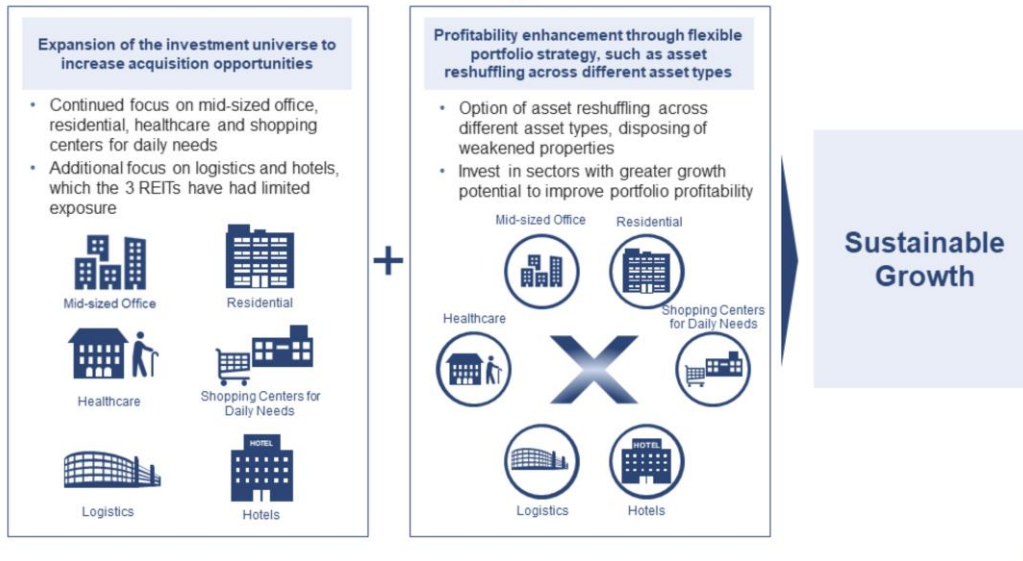 Expansion of the investment universe to
increase acquisition opportunities
• Continued focus on mid-sized office,
residential, healthcare and shopping
centers for daily needs
• Additional focus on logistics and hotels,
which the 3 REITs have had limited
exposure
Mid-sized Office
Residential
Healthcare
Shopping Centers for
Daily Needs
HOTEL
Logistics
Hotels
+
Profitability enhancement through flexible
portfolio strategy, such as asset
reshuffling across different asset types
• Option of asset reshuffling across
different asset types, disposing of
weakened properties
• Invest in sectors with greater growth
potential to improve portfolio profitability
Mid-sized Office
Residential
Healthcare
Shopping Centers
for Daily Needs
X
HOTEL
Logistics
Hotels
Sustainable
Growth